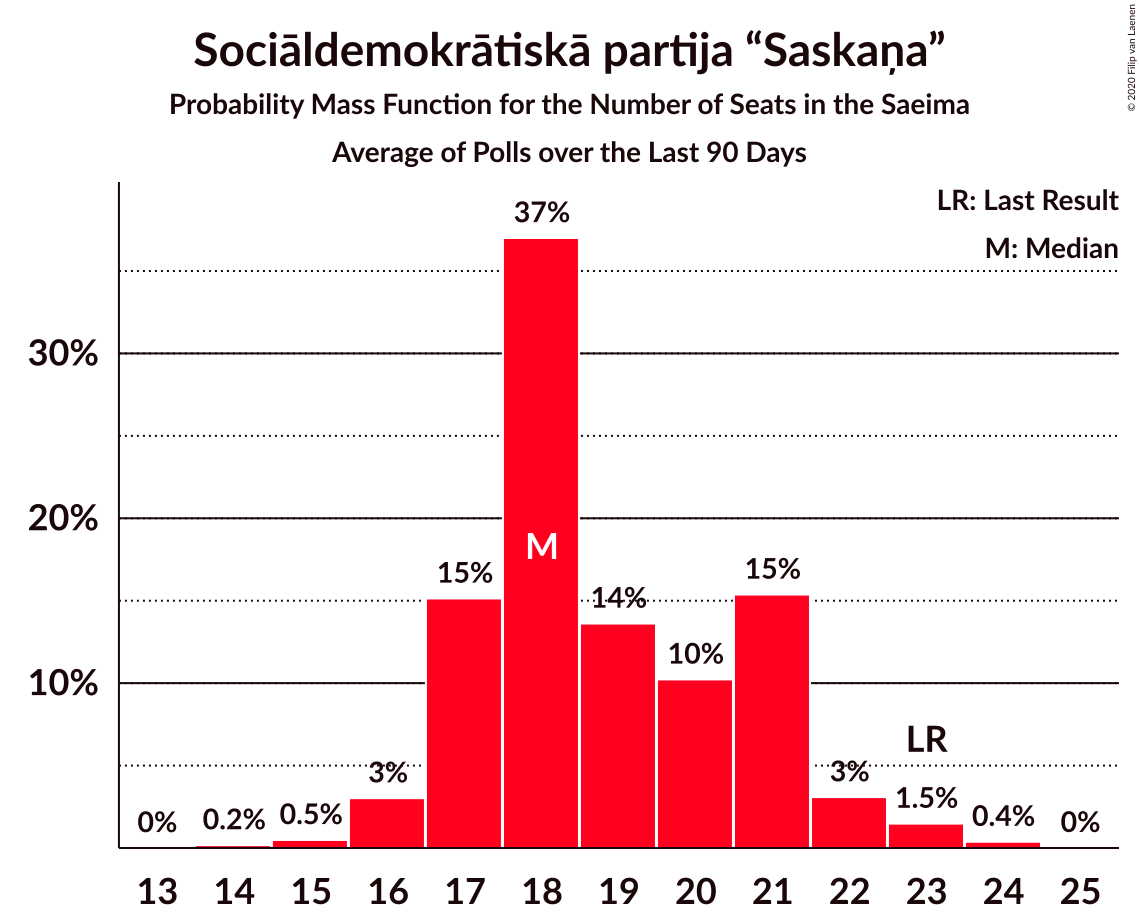 Sociāldemokrātiskā partija “Saskaņa”
Probability Mass Function for the Number of Seats in the Saeima
Average of Polls over the Last 90 Days
© 2020 Filip van Laenen
LR: Last Result
M: Median
30%
20%
10%
0%
0.2%
0.5%
3%
15%
37%
M
14%
10%
15%
3%
LR
1.5%
0.4%
0%
13 14 15 16 17 18 19 20 21 22 23 24 25